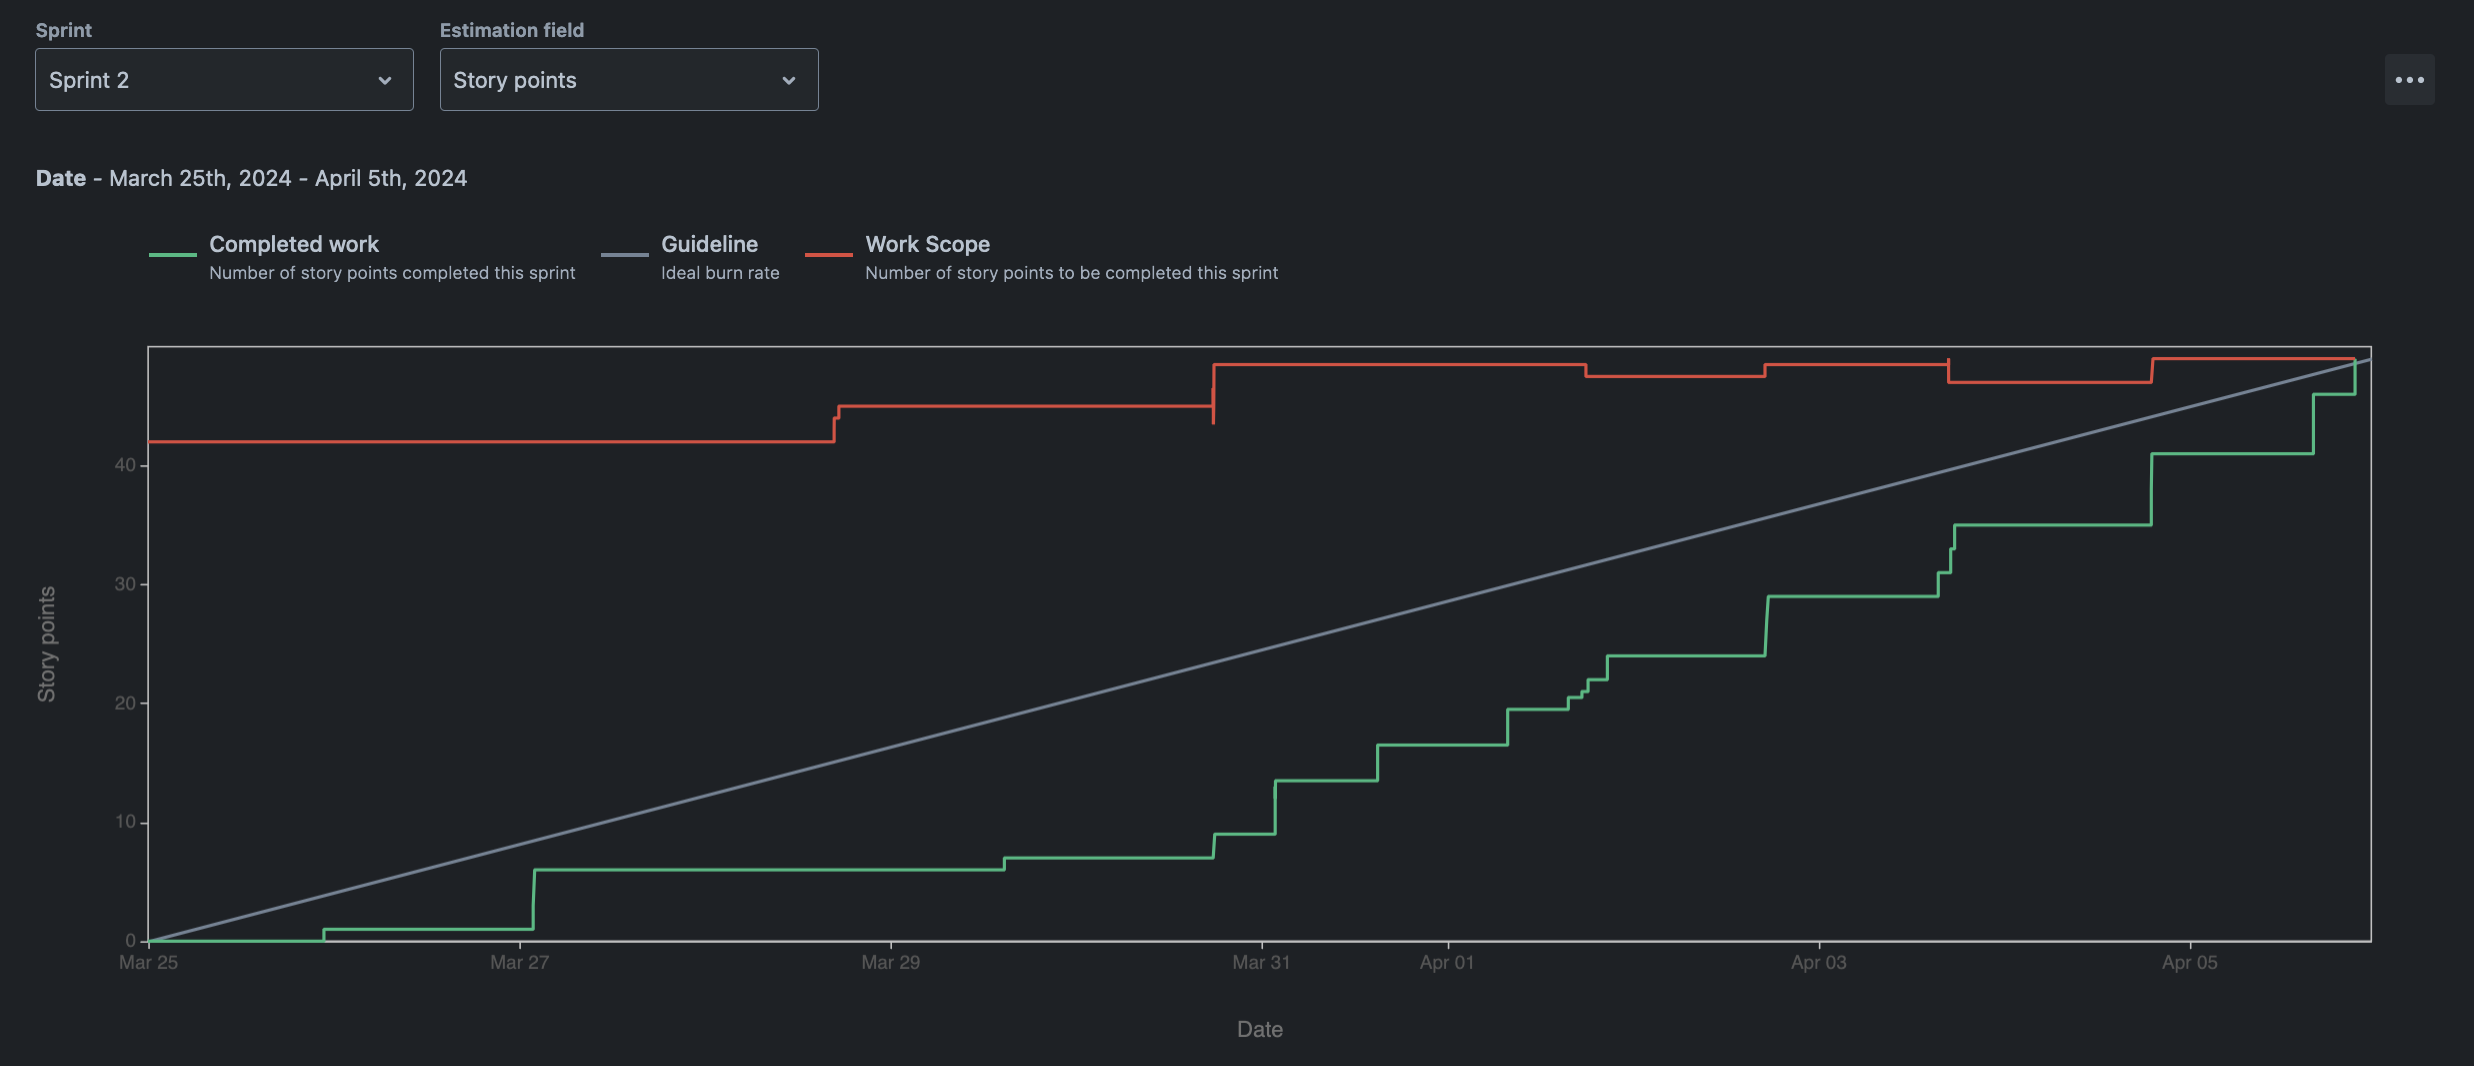 Sprint
Estimation field
Sprint 2
Story points
Date - March 25th, 2024 - April 5th, 2024
Completed work
Number of story points completed this sprint
Guideline
Ideal burn rate
Work Scope
Number of story points to be completed this sprint
Story points
40
30
20
10
0
Mar 25
Mar 27
Mar 29
Mar 31
Apr 01
Apr 03
Apr 05
Date